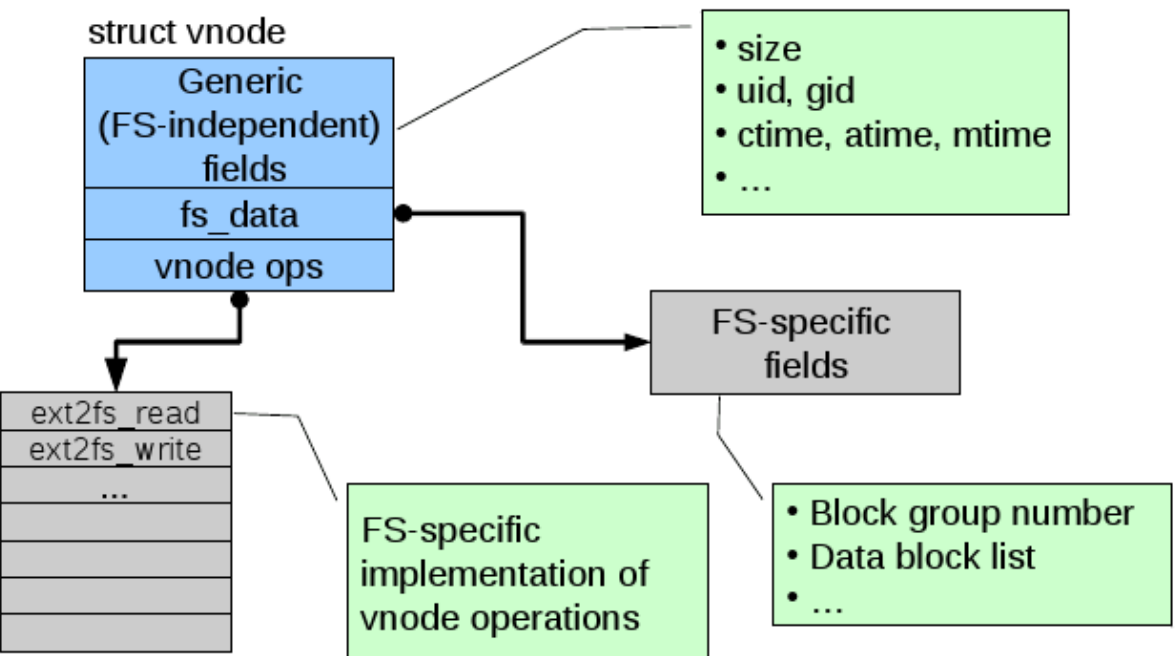 struct vnode
Generic
(FS-independent)
fields
fs_data
vnode ops
• size
• uid, gid
• ctime, atime, mtime
• ...
FS-specific
fields
ext2fs_read
ext2fs_write
...
FS-specific
implementation of
vnode operations
• Block group number
• Data block list
• ...